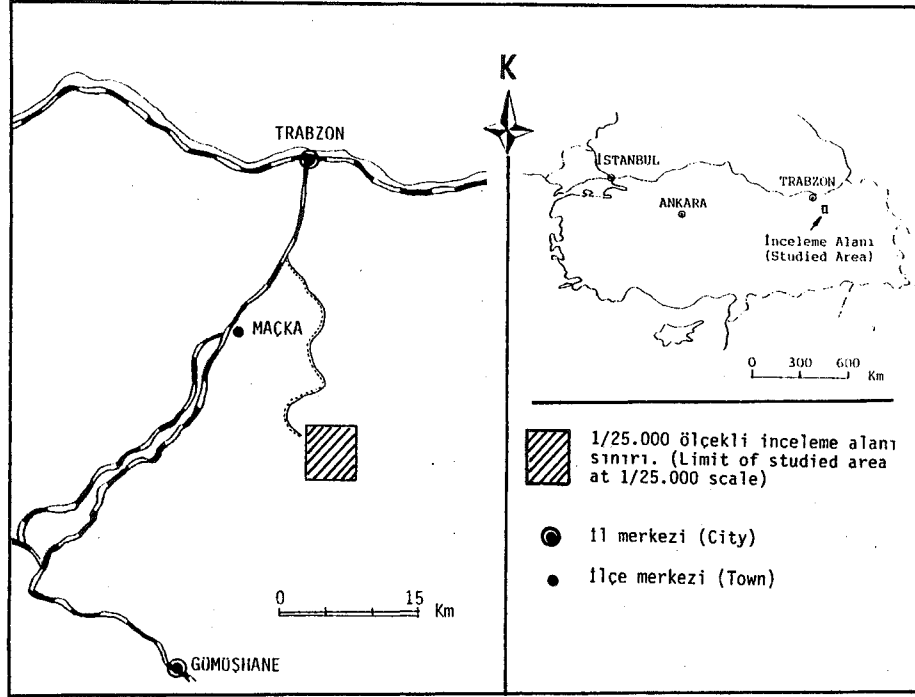 TRABZON
MAÇKA
0 15
Km
GÜMÜŞHANE
K
İSTANBUL
ANKARA
TRABZON
İnceleme Alanı
(Studied Area)
0 300 600
Km
1/25.000 ölçekli inceleme alanı
sınırı. (Limit of studied area
at 1/25.000 scale)
İl merkezi (City)
İlçe merkezi (Town)